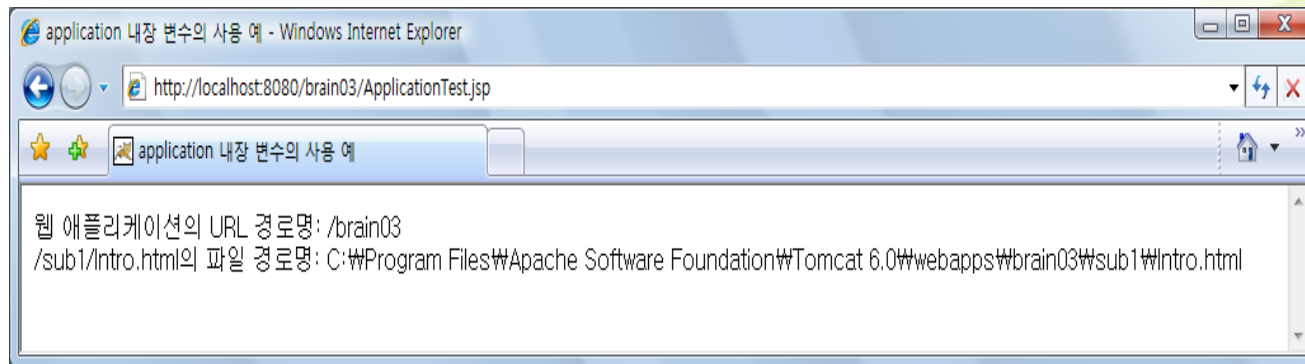 application 내장 변수의 사용 예 - Windows Internet Explorer
http://localhost:8080/brain03/ApplicationTest.jsp
application 내장 변수의 사용 예
웹 애플리케이션의 URL 경로명: /brain03
/sub1/Intro.html의 파일 경로명: C:₩Program Files₩Apache Software Foundation₩Tomcat 6.0₩webapps₩brain03₩sub1₩Intro.html